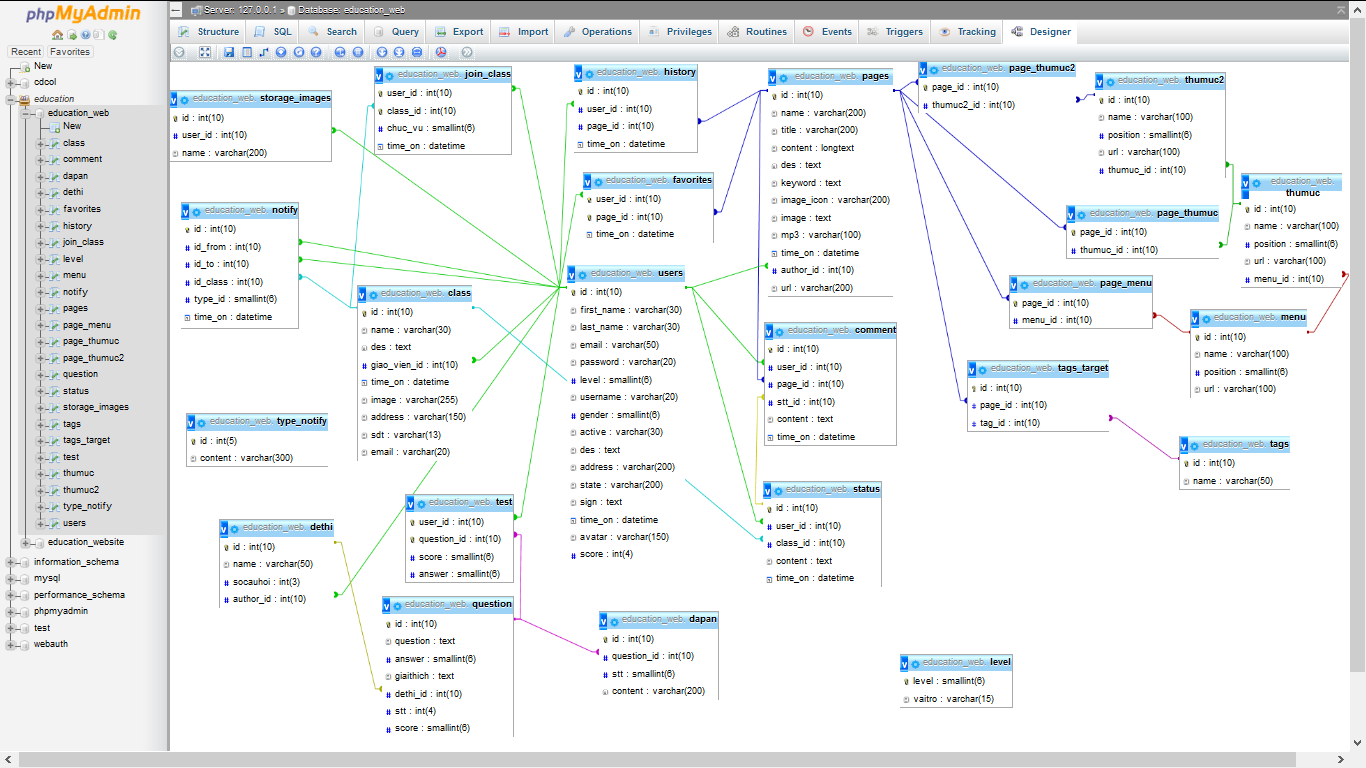 phpMyAdmin
Recent Favorites
New
cdcol
education
education_web
New
class
comment
dapan
dethi
favorites
history
join_class
level
menu
notify
pages
page_menu
page_thumuc
page_thumuc2
question
status
storage_images
tags
tags_target
test
thumuc
thumuc2
type_notify
users
education_website
information_schema
mysql
performance_schema
phpmyadmin
test
webauth
Server: 127.0.0.1 » Database: education_web
Structure SQL Search Query Export Import Operations Privileges Routines Events Triggers Tracking Designer
education_web. storage_images
id : int(10)
user_id : int(10)
name : varchar(200)
education_web. join_class
user_id : int(10)
class_id : int(10)
chuc_vu : smallint(6)
time_on : datetime
education_web. history
id : int(10)
user_id : int(10)
page_id : int(10)
time_on : datetime
education_web. pages
id : int(10)
name : varchar(200)
title : varchar(200)
content : longtext
des : text
keyword : text
image_icon : varchar(200)
image : text
mp3 : varchar(100)
time_on : datetime
author_id : int(10)
url : varchar(200)
education_web. page_thumuc2
page_id : int(10)
thumuc2_id : int(10)
education_web. thumuc2
id : int(10)
name : varchar(100)
position : smallint(6)
url : varchar(100)
thumuc_id : int(10)
education_web.
thumuc
id : int(10)
name : varchar(100)
position : smallint(6)
url : varchar(100)
menu_id : int(10)
education_web. favorites
user_id : int(10)
page_id : int(10)
time_on : datetime
education_web. notify
id : int(10)
id_from : int(10)
id_to : int(10)
id_class : int(10)
type_id : smallint(6)
time_on : datetime
education_web. page_thumuc
page_id : int(10)
thumuc_id : int(10)
education_web. users
id : int(10)
first_name : varchar(30)
last_name : varchar(30)
email : varchar(50)
password : varchar(20)
level : smallint(6)
username : varchar(20)
gender : smallint(6)
active : varchar(30)
des : text
address : varchar(200)
state : varchar(200)
sign : text
time_on : datetime
avatar : varchar(150)
score : int(4)
education_web. class
id : int(10)
name : varchar(30)
des : text
giao_vien_id : int(10)
time_on : datetime
image : varchar(255)
address : varchar(150)
sdt : varchar(13)
email : varchar(20)
education_web. page_menu
page_id : int(10)
menu_id : int(10)
education_web. menu
id : int(10)
name : varchar(100)
position : smallint(6)
url : varchar(100)
education_web. comment
id : int(10)
user_id : int(10)
page_id : int(10)
stt_id : int(10)
content : text
time_on : datetime
education_web. tags_target
id : int(10)
page_id : int(10)
tag_id : int(10)
education_web. type_notify
id : int(5)
content : varchar(300)
education_web. tags
id : int(10)
name : varchar(50)
education_web. status
id : int(10)
user_id : int(10)
class_id : int(10)
content : text
time_on : datetime
education_web. test
user_id : int(10)
question_id : int(10)
score : smallint(6)
answer : smallint(6)
education_web. dethi
id : int(10)
name : varchar(50)
socauhoi : int(3)
author_id : int(10)
education_web. question
id : int(10)
question : text
answer : smallint(6)
giaithich : text
dethi_id : int(10)
stt : int(4)
score : smallint(6)
education_web. dapan
id : int(10)
question_id : int(10)
stt : smallint(6)
content : varchar(200)
education_web. level
level : smallint(6)
vaitro : varchar(15)